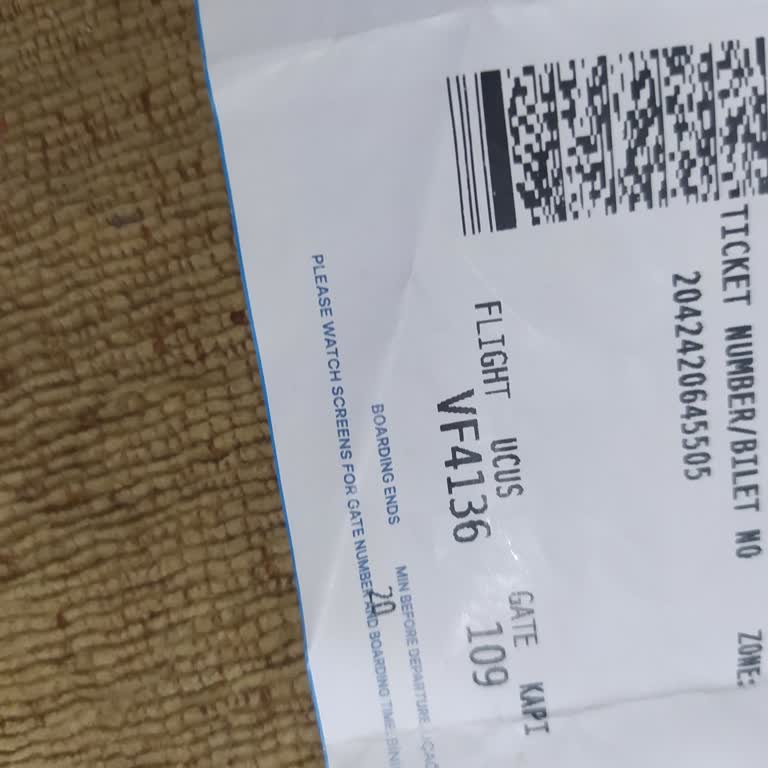 TICKET NUMBER/BILET NO ZONE:
2042420645505
FLIGHT UCUS GATE KAPI
VF4136 109
BOARDING ENDS 20 MIN BEFORE DEPARTURE.
PLEASE WATCH SCREENS FOR GATE NUMBER AND BOARDING TIME.